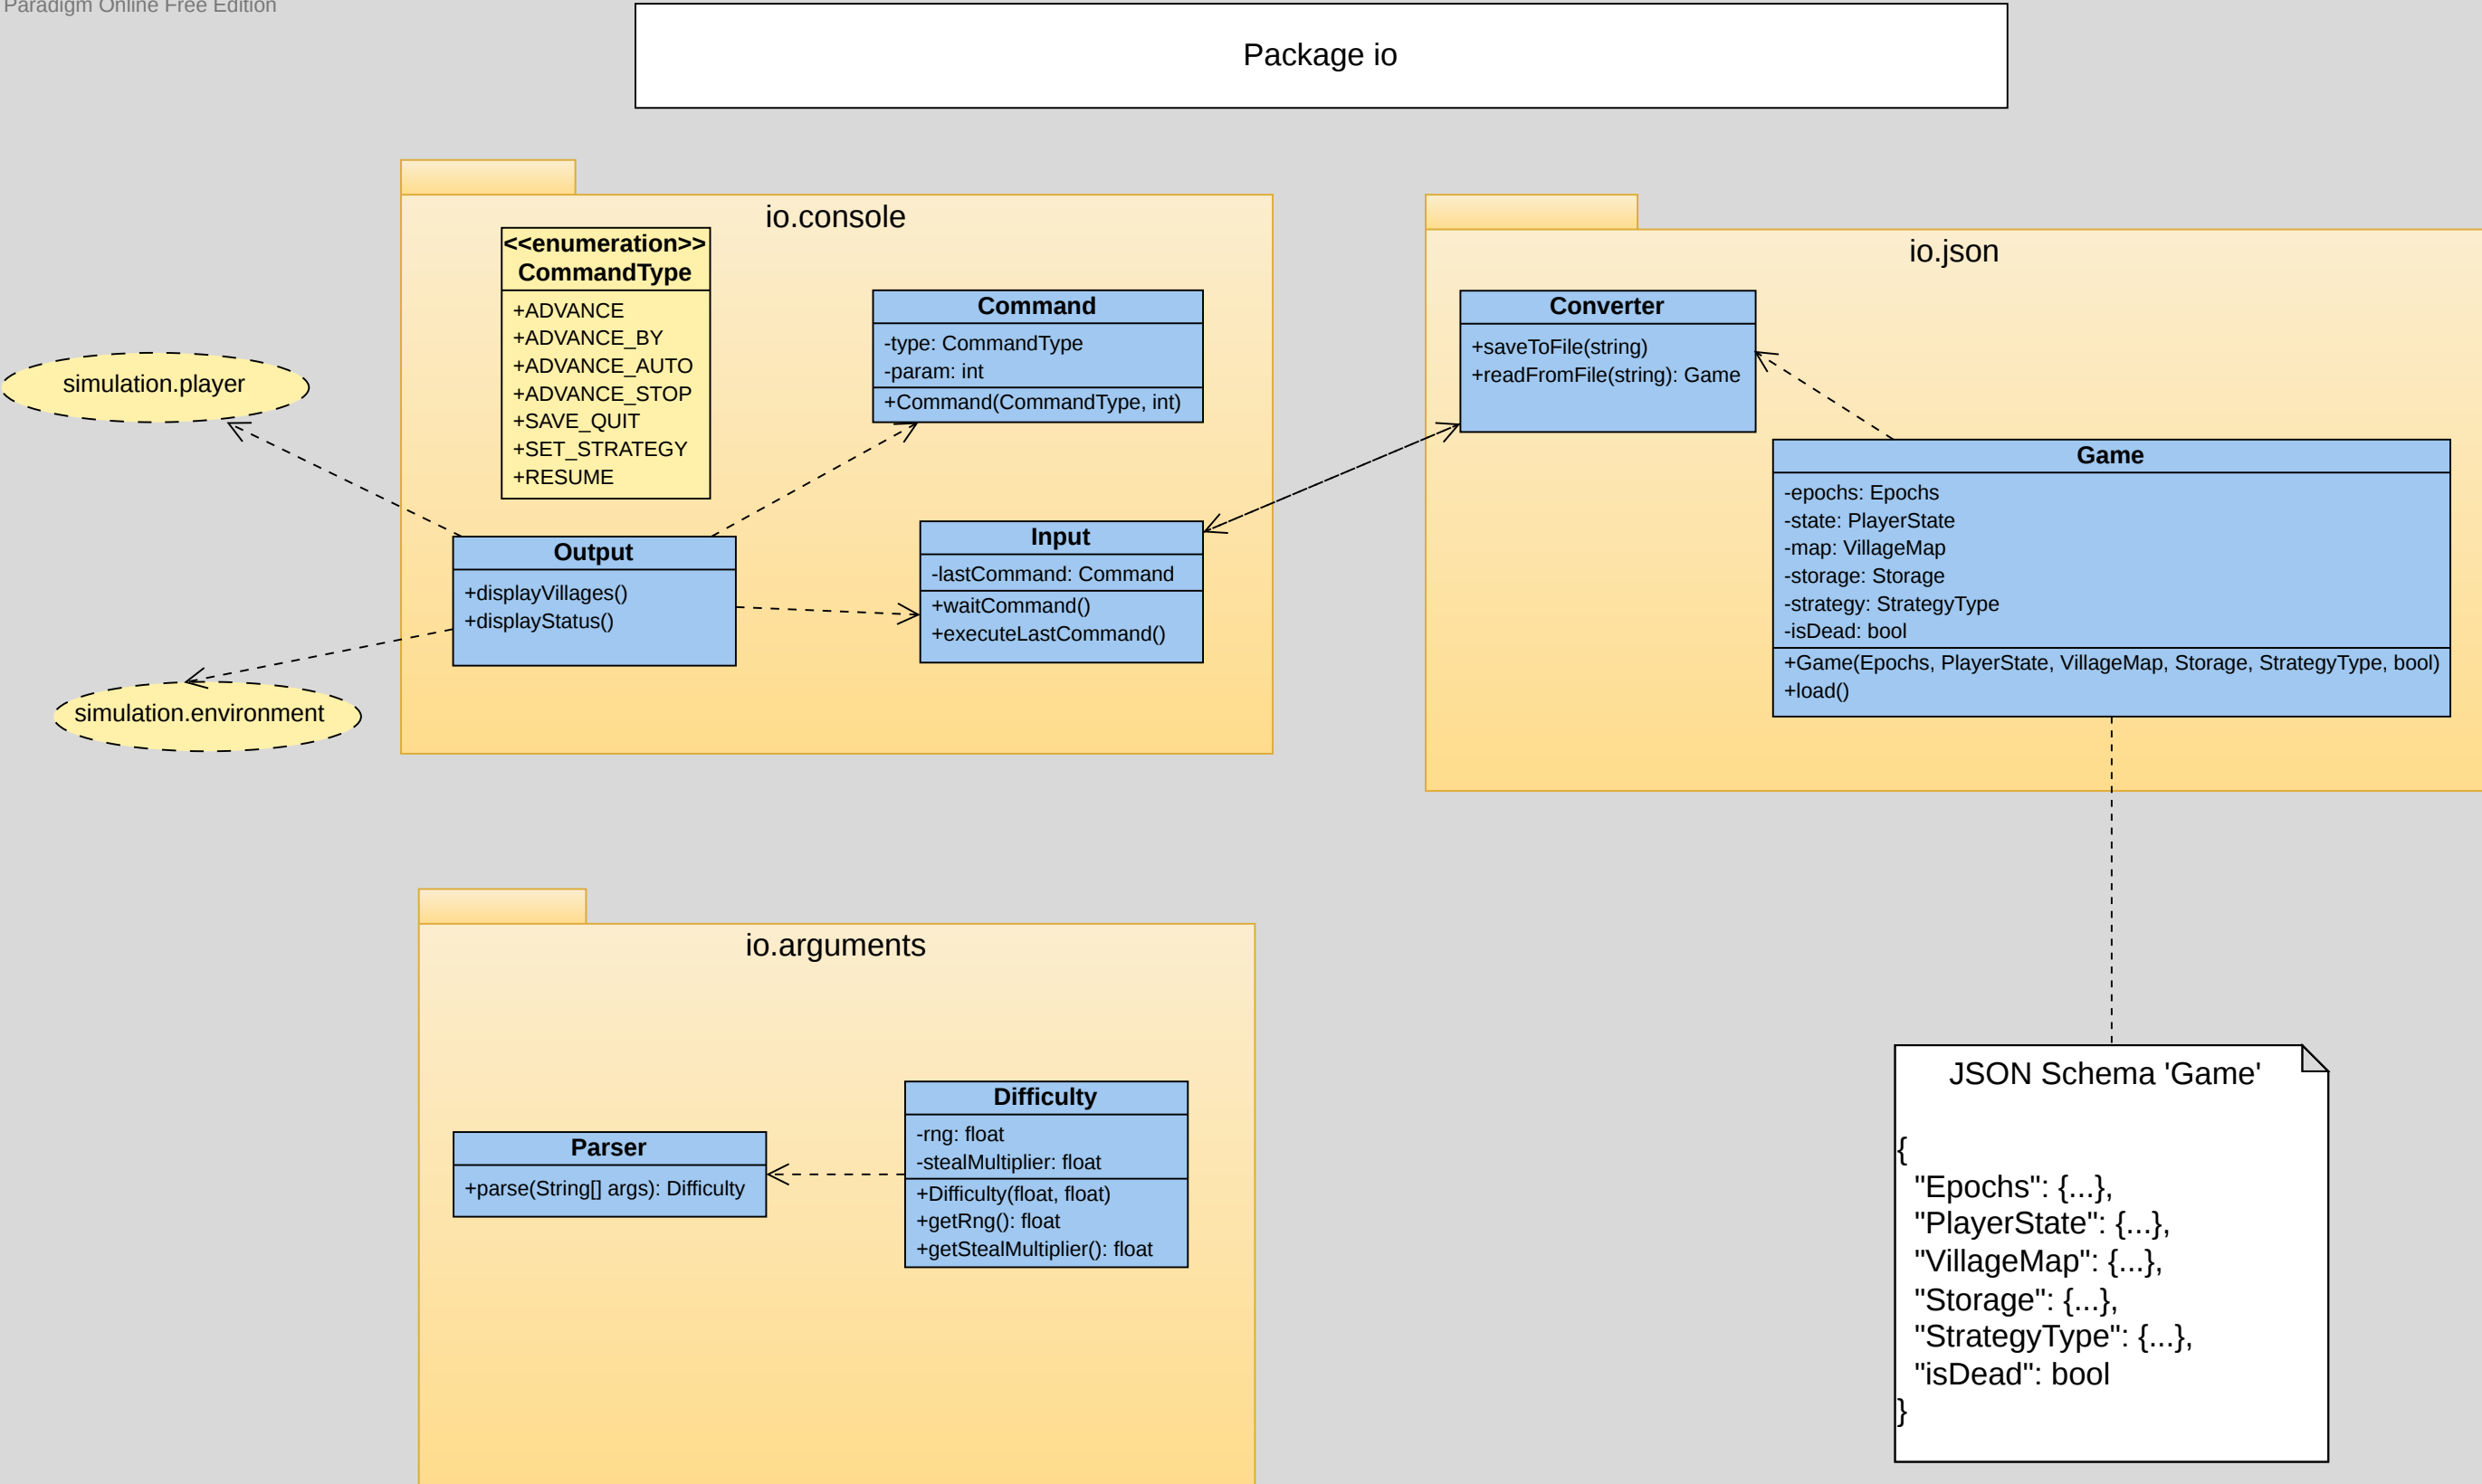 Paradigm Online Free Edition
Package io
io.console
<<enumeration>>
CommandType
+ADVANCE
+ADVANCE_BY
+ADVANCE_AUTO
+ADVANCE_STOP
+SAVE_QUIT
+SET_STRATEGY
+RESUME
Command
-type: CommandType
-param: int
+Command(CommandType, int)
simulation.player
Output
+displayVillages()
+displayStatus()
Input
-lastCommand: Command
+waitCommand()
+executeLastCommand()
simulation.environment
io.json
Converter
+saveToFile(string)
+readFromFile(string): Game
Game
-epochs: Epochs
-state: PlayerState
-map: VillageMap
-storage: Storage
-strategy: StrategyType
-isDead: bool
+Game(Epochs, PlayerState, VillageMap, Storage, StrategyType, bool)
+load()
io.arguments
Parser
+parse(String[] args): Difficulty
Difficulty
-rng: float
-stealMultiplier: float
+Difficulty(float, float)
+getRng(): float
+getStealMultiplier(): float
JSON Schema 'Game'
{
"Epochs": {...},
"PlayerState": {...},
"VillageMap": {...},
"Storage": {...},
"StrategyType": {...},
"isDead": bool
}